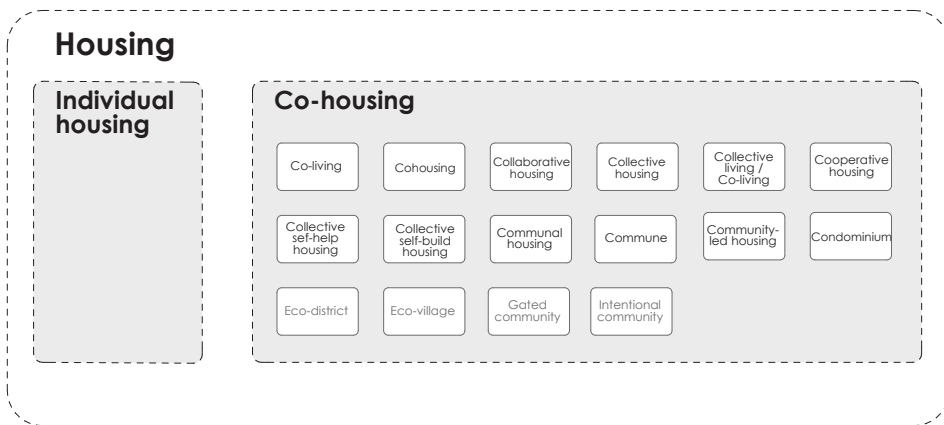 Housing
Individual
housing
Co-housing
Co-living
Cohousing
Collaborative
housing
Collective
housing
Collective
living /
Co-living
Cooperative
housing
Collective
sef-help
housing
Collective
self-build
housing
Communal
housing
Commune
Community-
led housing
Condominium
Eco-district
Eco-village
Gated
community
Intentional
community